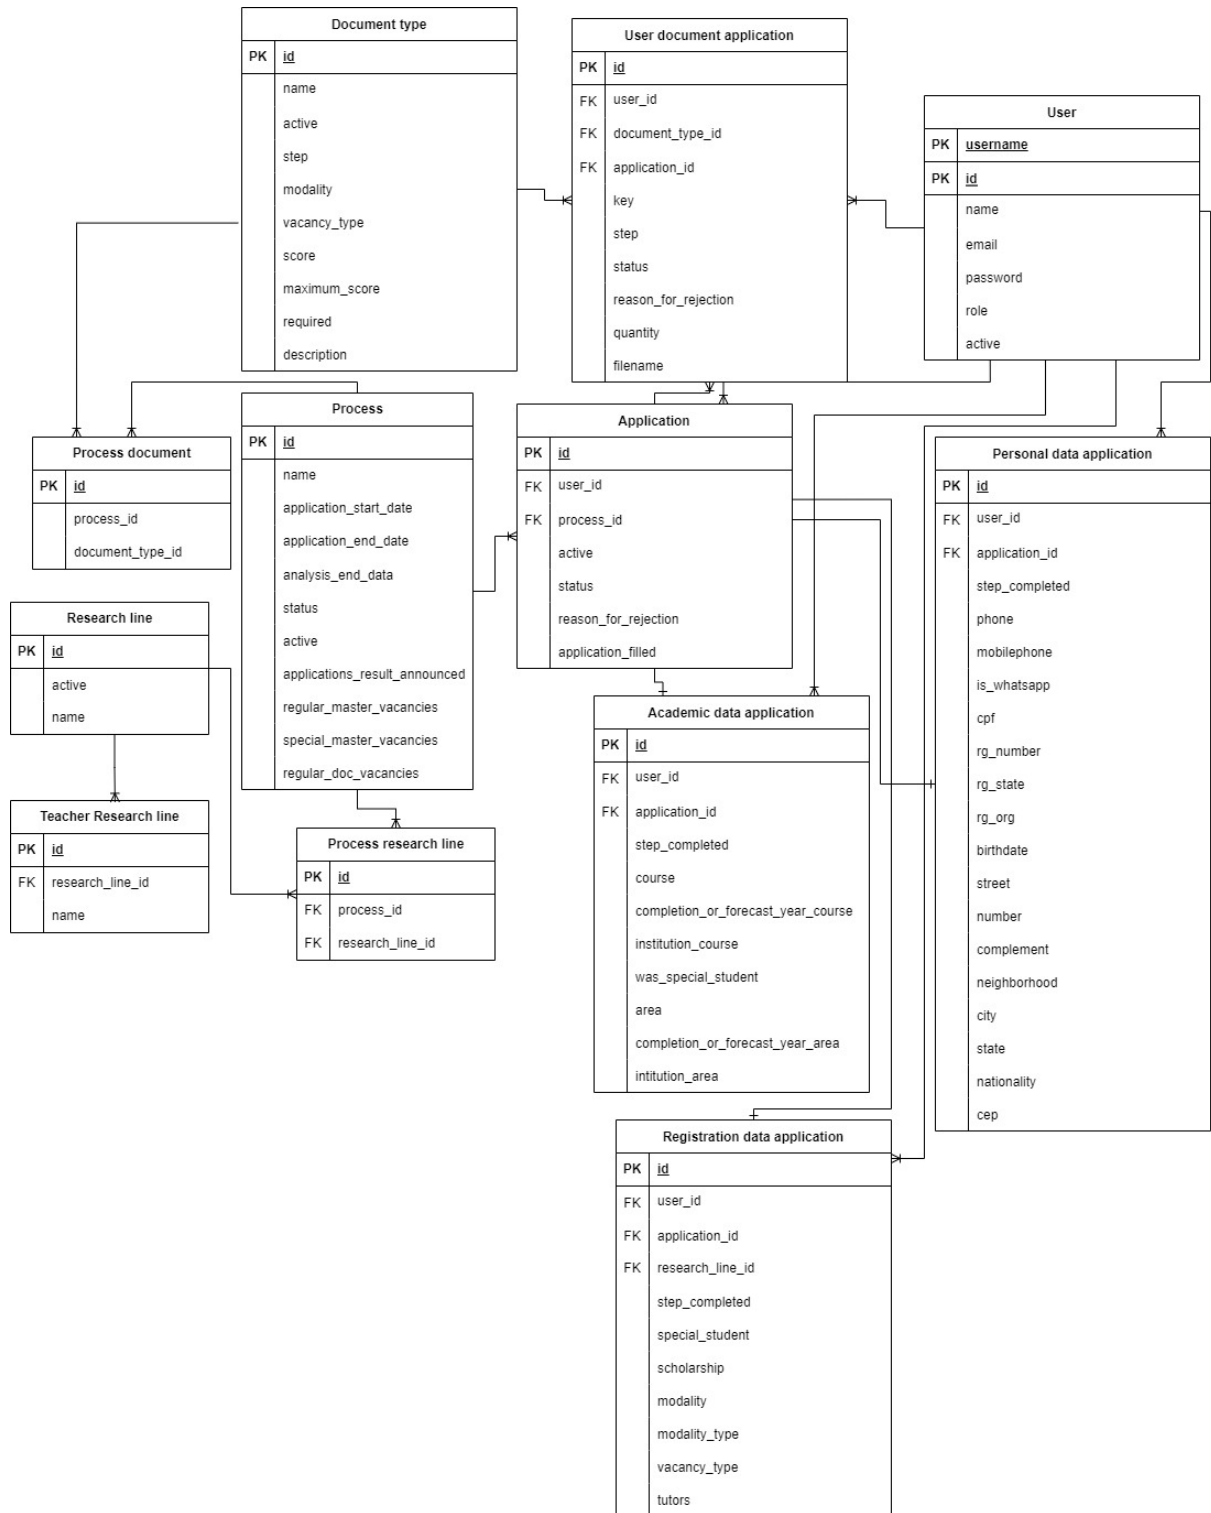 Document type
PK id
name
active
step
modality
vacancy_type
score
maximum_score
required
description
User document application
PK id
FK user_id
FK document_type_id
FK application_id
key
step
status
reason_for_rejection
quantity
filename
User
PK username
PK id
name
email
password
role
active
Process document
PK id
process_id
document_type_id
Process
PK id
name
application_start_date
application_end_date
analysis_end_data
status
active
applications_result_announced
regular_master_vacancies
special_master_vacancies
regular_doc_vacancies
Application
PK id
FK user_id
FK process_id
active
status
reason_for_rejection
application_filled
Personal data application
PK id
FK user_id
FK application_id
step_completed
phone
mobilephone
is_whatsapp
cpf
rg_number
rg_state
rg_org
birthdate
street
number
complement
neighborhood
city
state
nationality
cep
Research line
PK id
active
name
Teacher Research line
PK id
FK research_line_id
name
Process research line
PK id
FK process_id
FK research_line_id
Academic data application
PK id
FK user_id
FK application_id
step_completed
course
completion_or_forecast_year_course
institution_course
was_special_student
area
completion_or_forecast_year_area
intitution_area
Registration data application
PK id
FK user_id
FK application_id
FK research_line_id
step_completed
special_student
scholarship
modality
modality_type
vacancy_type
tutors